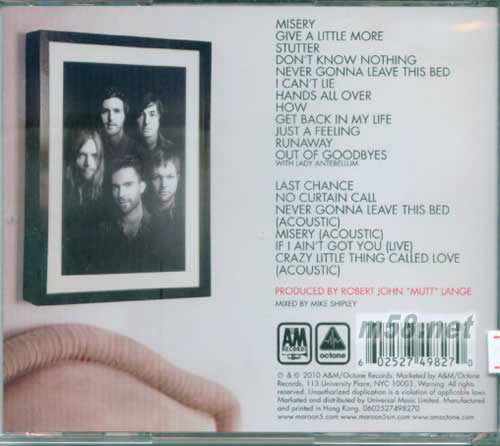 MISERY
GIVE A LITTLE MORE
STUTTER
DON'T KNOW NOTHING
NEVER GONNA LEAVE THIS BED
I CAN'T LIE
HANDS ALL OVER
HOW
GET BACK IN MY LIFE
JUST A FEELING
RUNAWAY
OUT OF GOODBYES
WITH LADY ANTEBELLUM
LAST CHANCE
NO CURTAIN CALL
NEVER GONNA LEAVE THIS BED
(ACOUSTIC)
MISERY (ACOUSTIC)
IF I AIN'T GOT YOU (LIVE)
CRAZY LITTLE THING CALLED LOVE
(ACOUSTIC)
PRODUCED BY ROBERT JOHN "MUTT" LANGE
MIXED BY MIKE SHIPLEY
A&M
RECORDS
octone
m58.net
6 02527 49827 0
℗ & © 2010 A&M/Octone Records. Marketed by A&M/Octone
Records, 113 University Place, NYC 10003. Warning. All rights
reserved. Unauthorized duplication is a violation of applicable laws.
Marketed and distributed by Universal Music Limited. Manufactured
and printed in Hong Kong. 0602527498270
www.maroon5.com www.maroon5sin.com www.amoctone.com